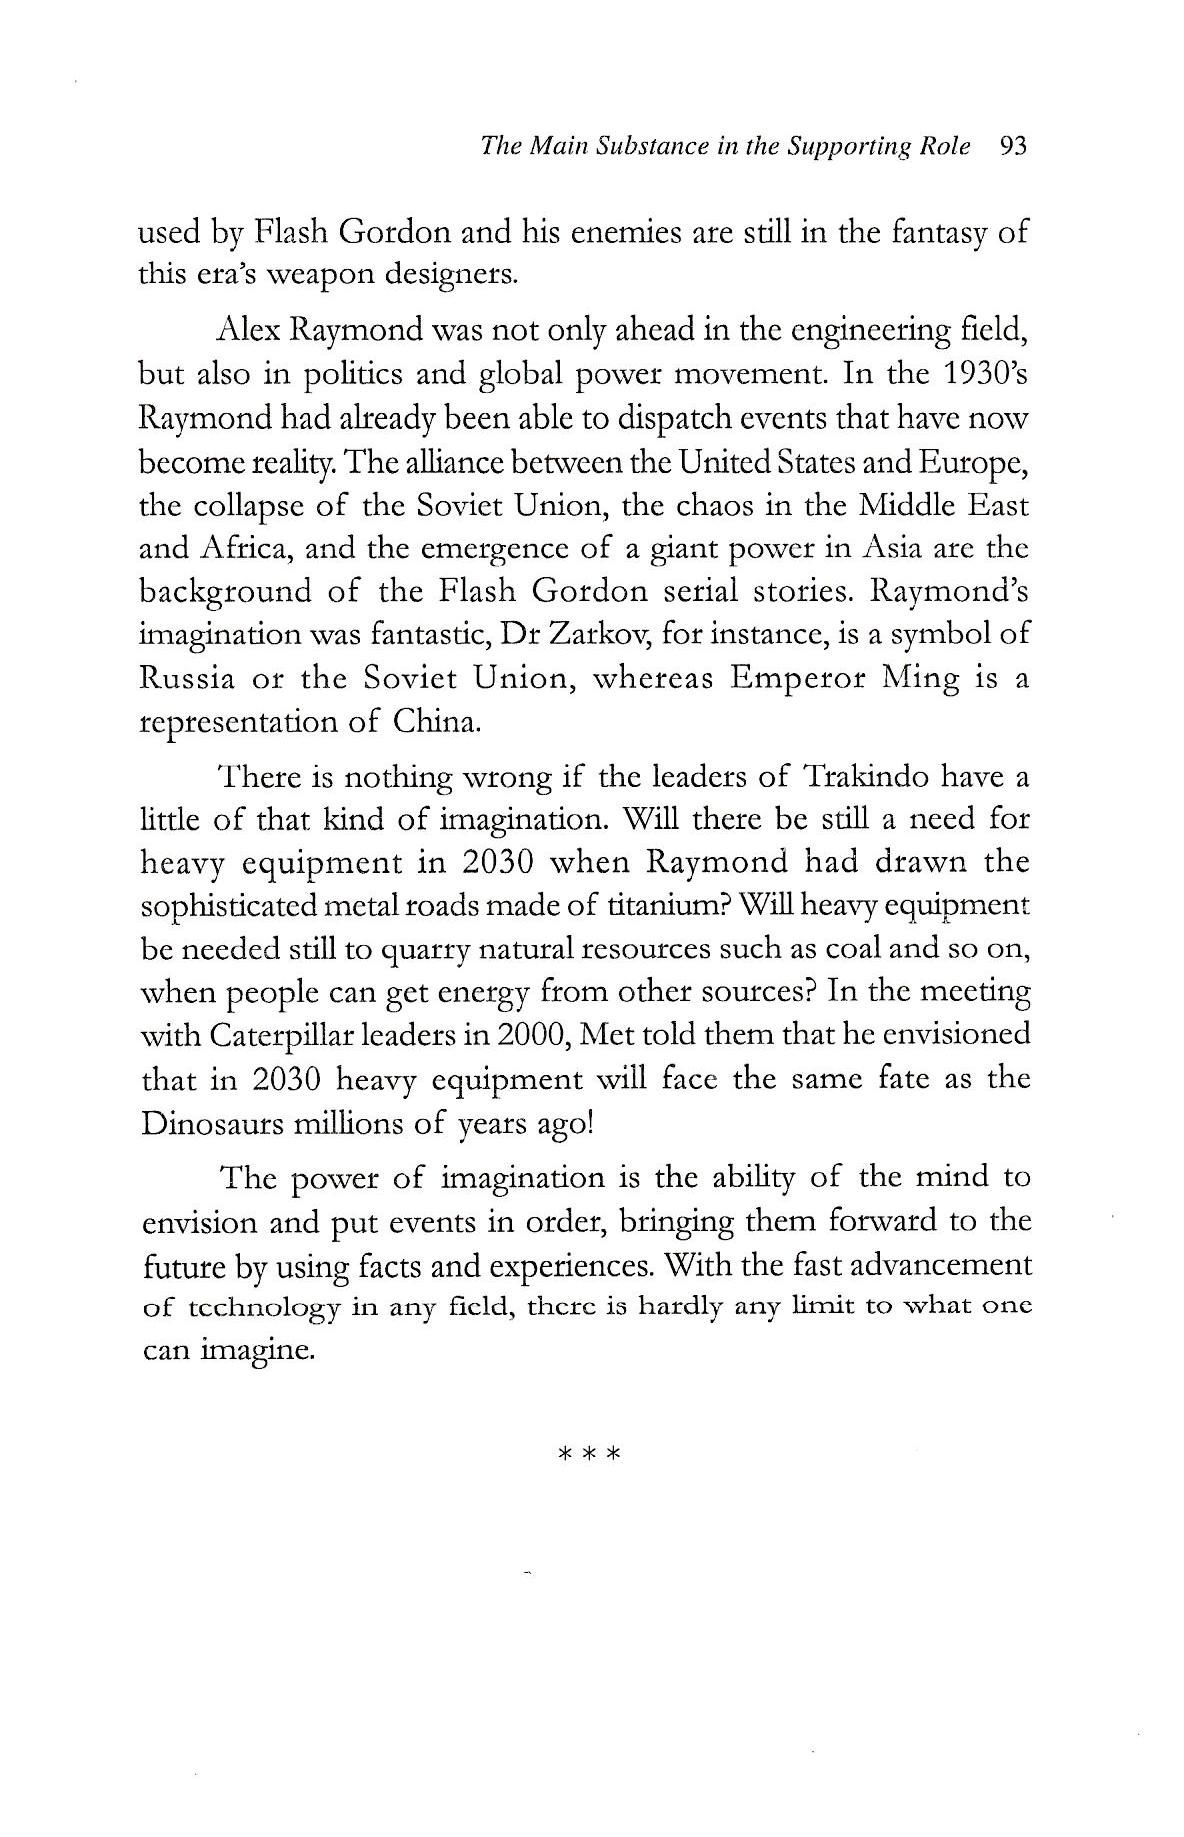 The Main Substance in the Supporting Role 93
used by Flash Gordon and his enemies are still in the fantasy of
this era's weapon designers.
Alex Raymond was not only ahead in the engineering field,
but also in politics and global power movement. In the 1930's
Raymond had already been able to dispatch events that have now
become reality. The alliance between the United States and Europe,
the collapse of the Soviet Union, the chaos in the Middle East
and Africa, and the emergence of a giant power in Asia are the
background of the Flash Gordon serial stories. Raymond's
imagination was fantastic, Dr Zarkov, for instance, is a symbol of
Russia or the Soviet Union, whereas Emperor Ming is a
representation of China.
There is nothing wrong if the leaders of Trakindo have a
little of that kind of imagination. Will there be still a need for
heavy equipment in 2030 when Raymond had drawn the
sophisticated metal roads made of titanium? Will heavy equipment
be needed still to quarry natural resources such as coal and so on,
when people can get energy from other sources? In the meeting
with Caterpillar leaders in 2000, Met told them that he envisioned
that in 2030 heavy equipment will face the same fate as the
Dinosaurs millions of years ago!
The power of imagination is the ability of the mind to
envision and put events in order, bringing them forward to the
future by using facts and experiences. With the fast advancement
of technology in any field, there is hardly any limit to what one
can imagine.
* * *